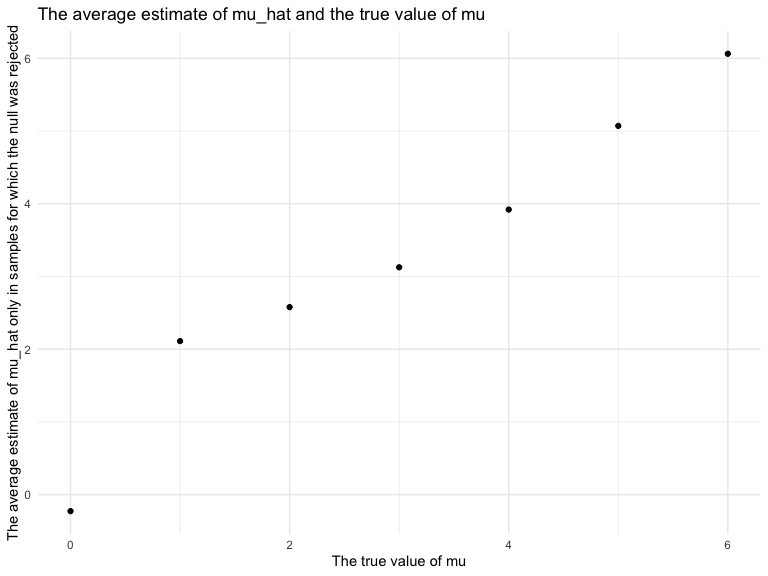 The average estimate of mu_hat and the true value of mu
The average estimate of mu_hat only in samples for which the null was rejected
6
4
2
0
0
2
4
6
The true value of mu